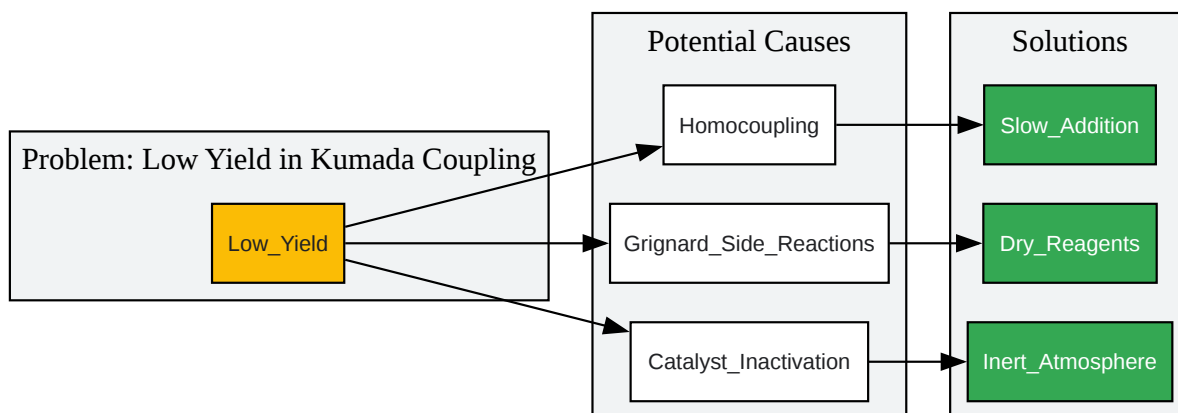 Problem: Low Yield in Kumada Coupling
Low_Yield
Potential Causes
Homocoupling
Grignard_Side_Reactions
Catalyst_Inactivation
Solutions
Slow_Addition
Dry_Reagents
Inert_Atmosphere